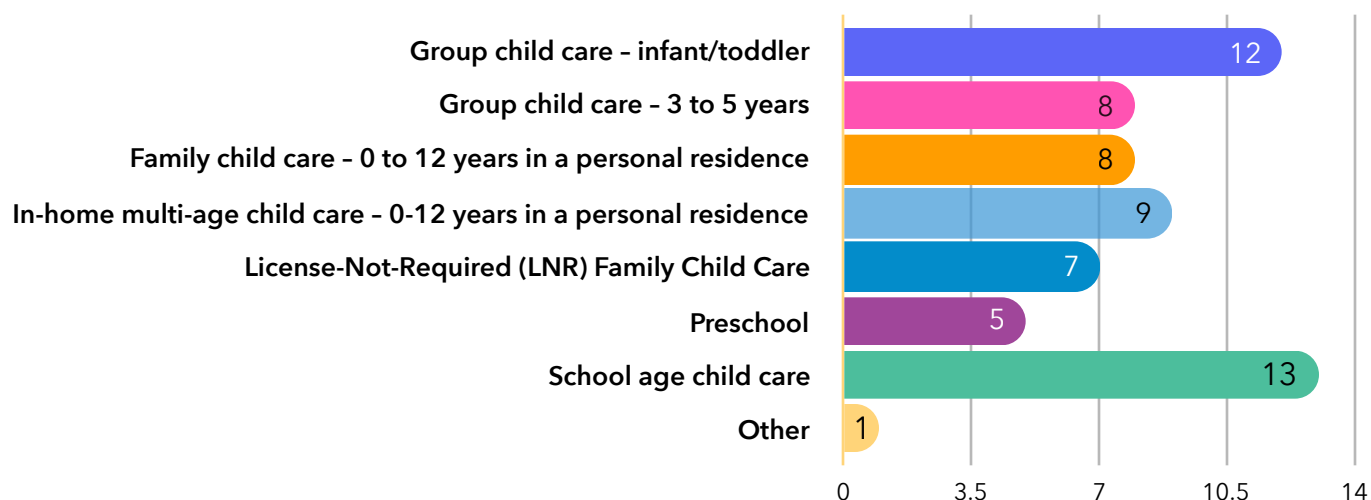 Group child care – infant/toddler 12
Group child care – 3 to 5 years 8
Family child care – 0 to 12 years in a personal residence 8
In-home multi-age child care – 0-12 years in a personal residence 9
License-Not-Required (LNR) Family Child Care 7
Preschool 5
School age child care 13
Other 1
0 3.5 7 10.5 14